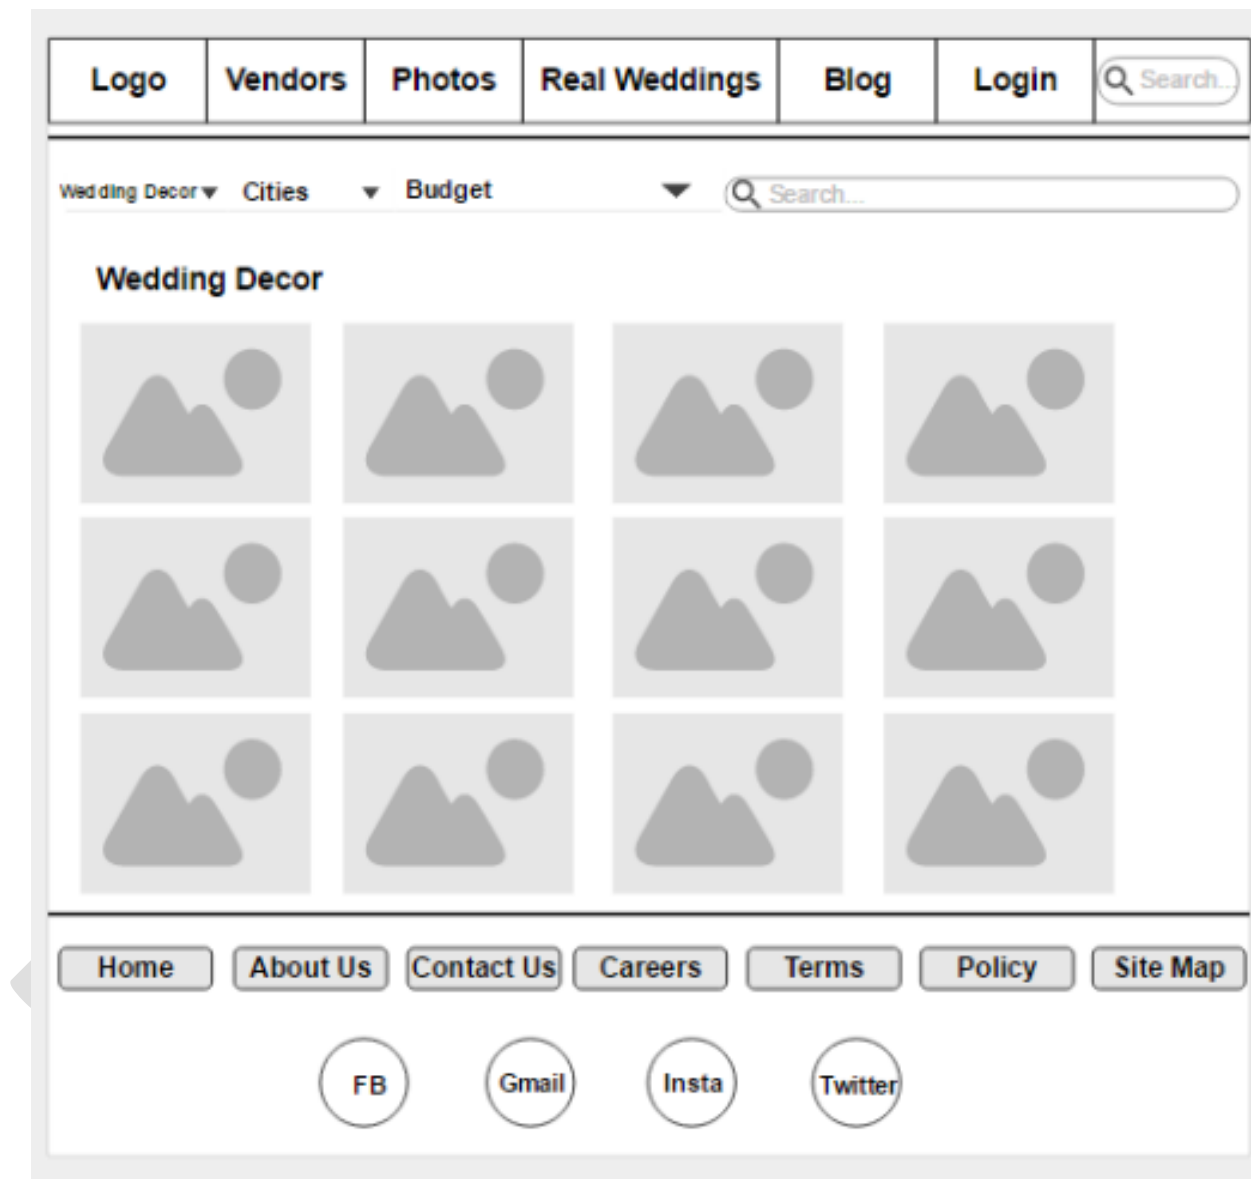 Logo Vendors Photos Real Weddings Blog Login Search...
Wedding Decor Cities Budget Search...
Wedding Decor
Home About Us Contact Us Careers Terms Policy Site Map
FB Gmail Insta Twitter